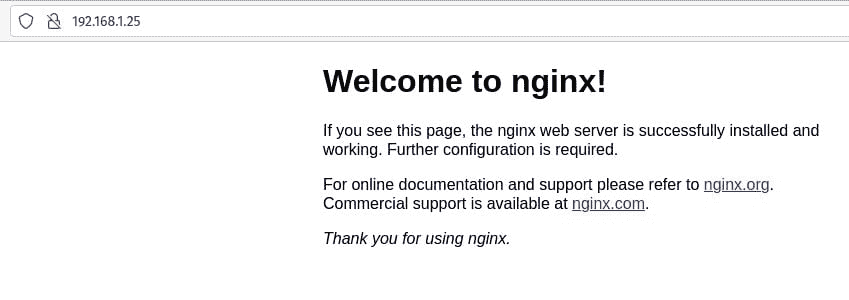 192.168.1.25
Welcome to nginx!
If you see this page, the nginx web server is successfully installed and
working. Further configuration is required.
For online documentation and support please refer to nginx.org.
Commercial support is available at nginx.com.
Thank you for using nginx.